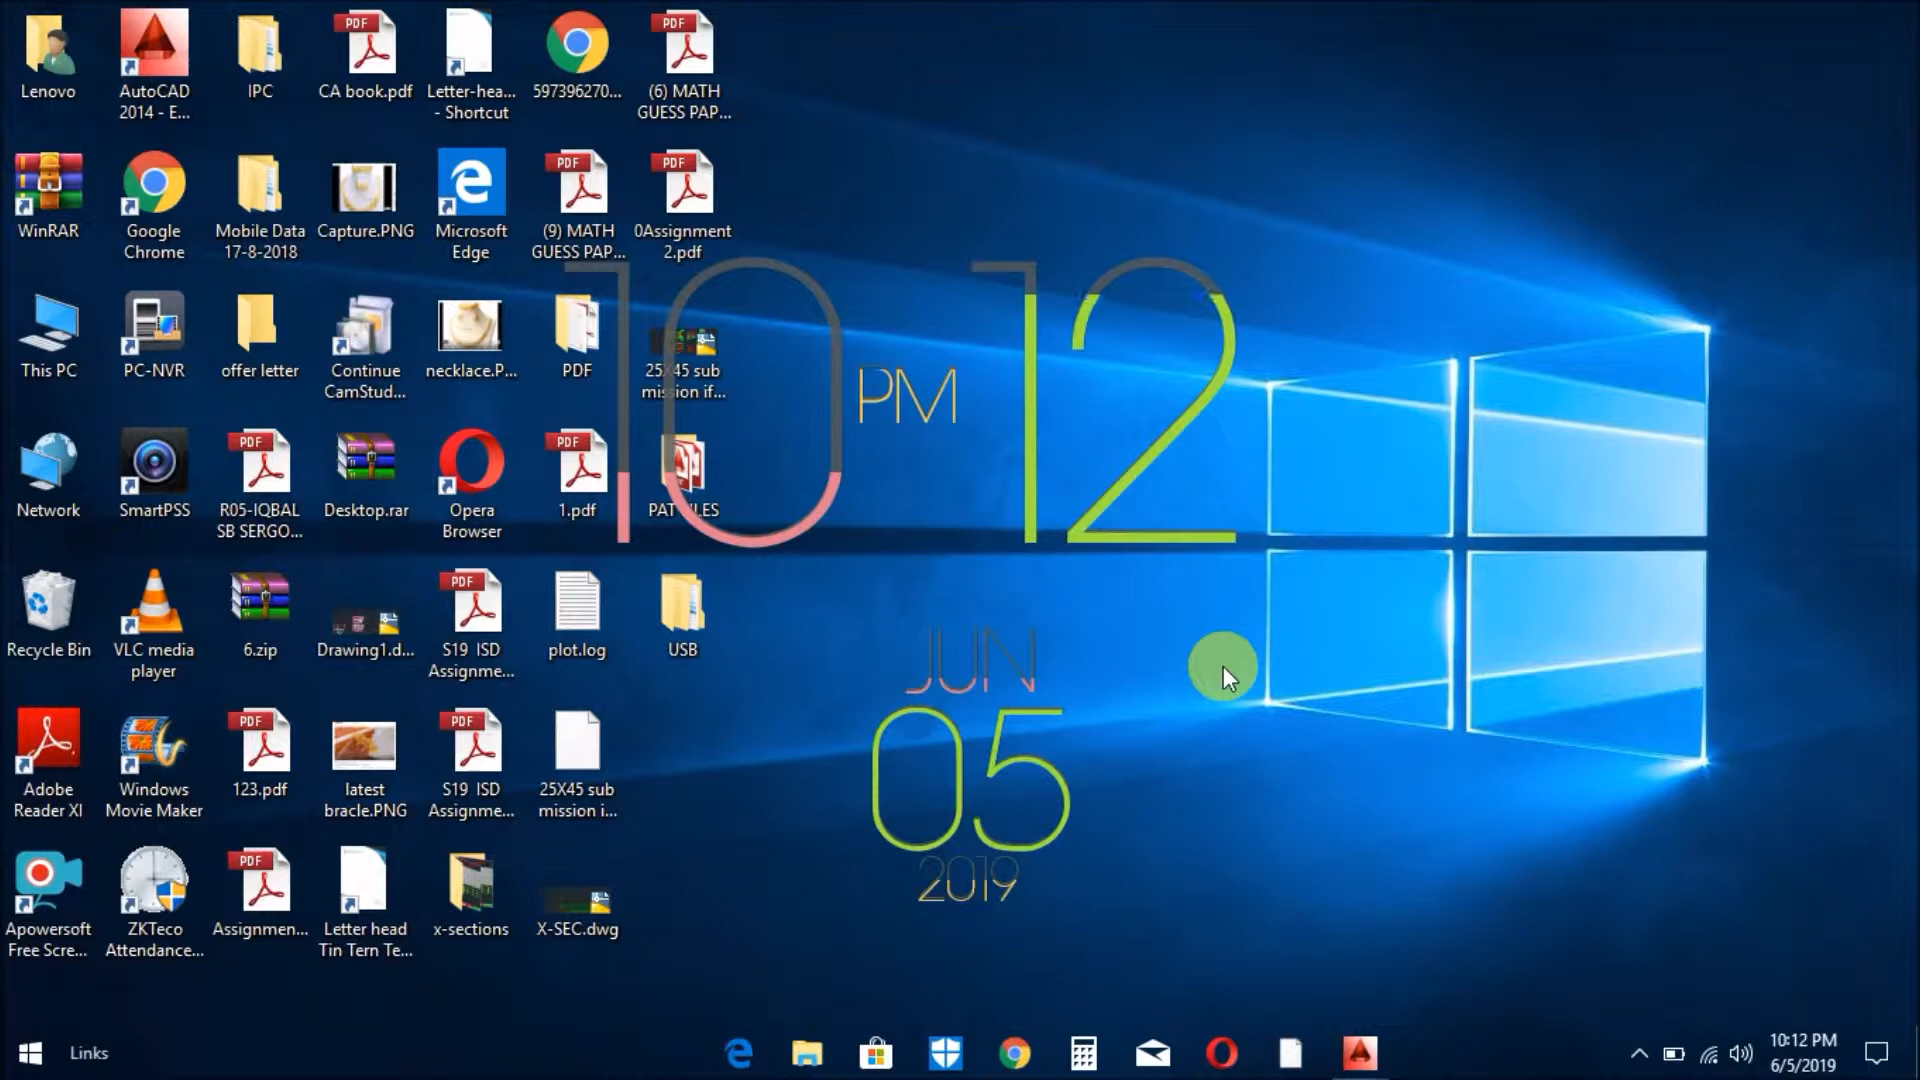 Lenovo
AutoCAD
2014 - E...
IPC
PDF
CA book.pdf
Letter-hea...
- Shortcut
597396270...
PDF
(6) MATH
GUESS PAP...
WinRAR
Google
Chrome
Mobile Data
17-8-2018
Capture.PNG
Microsoft
Edge
PDF
(9) MATH
GUESS PAP...
PDF
0Assignment
2.pdf
This PC
PC-NVR
offer letter
Continue
CamStud...
necklace.P...
PDF
25X45 sub
mission if...
10 PM 12
Network
SmartPSS
PDF
R05-IQBAL
SB SERGO...
Desktop.rar
Opera
Browser
PDF
1.pdf
Recycle Bin
VLC media
player
6.zip
Drawing1.d...
PDF
S19 ISD
Assignme...
plot.log
USB
JUN
05
2019
Adobe
Reader XI
Windows
Movie Maker
PDF
123.pdf
latest
bracle.PNG
PDF
S19 ISD
Assignme...
25X45 sub
mission i...
Apowersoft
Free Scre...
ZKTeco
Attendance...
PDF
Assignmen...
Letter head
Tin Tern Te...
x-sections
X-SEC.dwg
Links
10:12 PM
6/5/2019